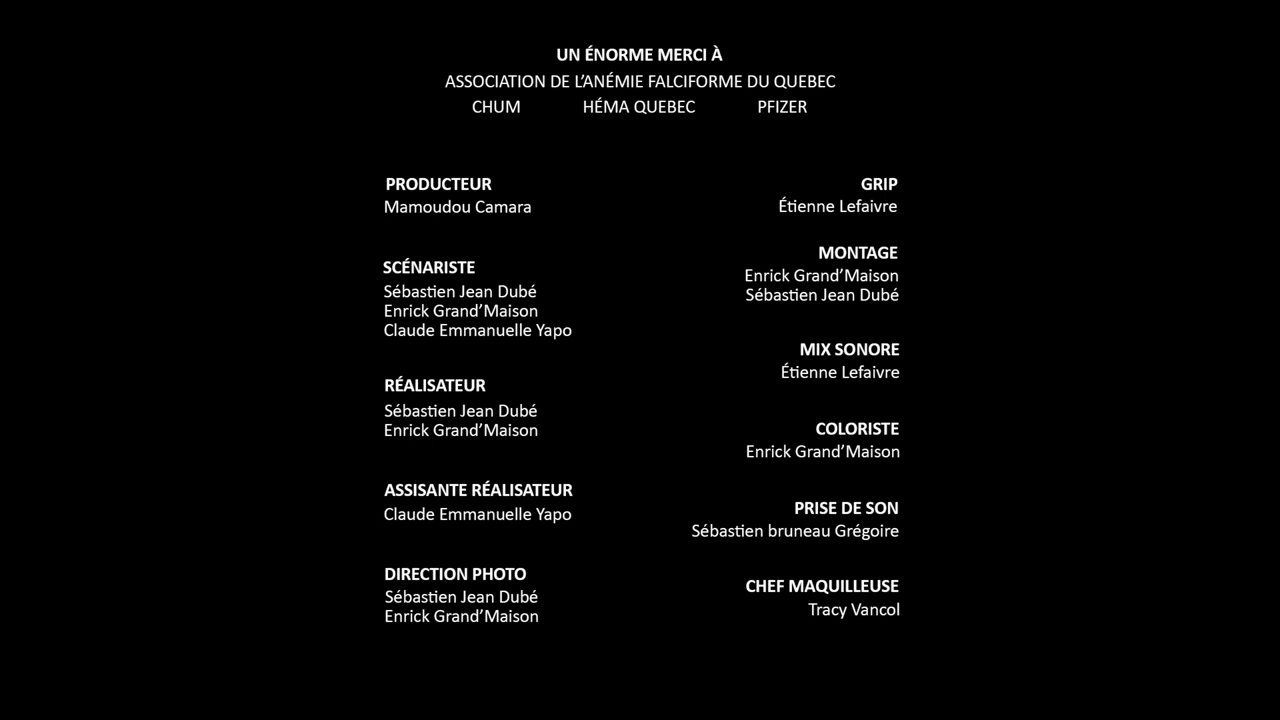 UN ÉNORME MERCI À
ASSOCIATION DE L’ANÉMIE FALCIFORME DU QUEBEC
CHUM HÉMA QUEBEC PFIZER
PRODUCTEUR
Mamoudou Camara
SCÉNARISTE
Sébastien Jean Dubé
Enrick Grand’Maison
Claude Emmanuelle Yapo
RÉALISATEUR
Sébastien Jean Dubé
Enrick Grand’Maison
ASSISANTE RÉALISATEUR
Claude Emmanuelle Yapo
DIRECTION PHOTO
Sébastien Jean Dubé
Enrick Grand’Maison
GRIP
Étienne Lefaivre
MONTAGE
Enrick Grand’Maison
Sébastien Jean Dubé
MIX SONORE
Étienne Lefaivre
COLORISTE
Enrick Grand’Maison
PRISE DE SON
Sébastien bruneau Grégoire
CHEF MAQUILLEUSE
Tracy Vancol